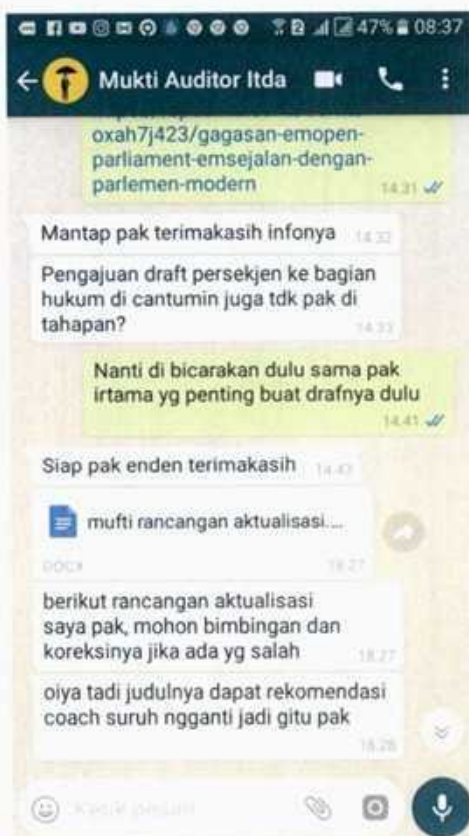 47% 08:37
Mukti Auditor Itda
oxah7j423/gagasan-emopen-
parliament-emsejalan-dengan-
parlemen-modern
14.31
Mantap pak terimakasih infonya 14.32
Pengajuan draft persekjen ke bagian
hukum di cantumin juga tdk pak di
tahapan?
14.33
Nanti di bicarakan dulu sama pak
irtama yg penting buat drafnya dulu
14.41
Siap pak enden terimakasih 14.43
mufti rancangan aktualisasi....
DOCX 18.27
berikut rancangan aktualisasi
saya pak, mohon bimbingan dan
koreksinya jika ada yg salah 18.27
oiya tadi judulnya dapat rekomendasi
coach suruh ngganti jadi gitu pak
18.28
Ketik pesan